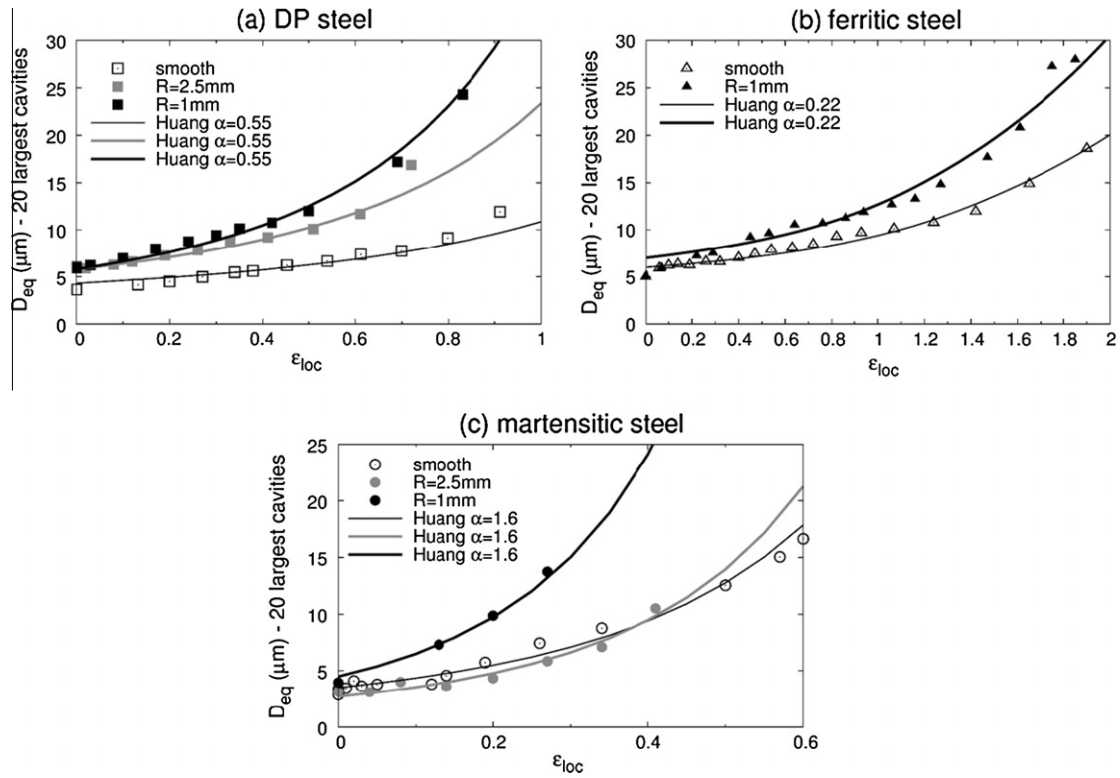 (a) DP steel
D_eq (μm) - 20 largest cavities
30
25
20
15
10
5
0
smooth
R=2.5mm
R=1mm
Huang α=0.55
Huang α=0.55
Huang α=0.55
0 0.2 0.4 0.6 0.8 1
ε_loc
(b) ferritic steel
D_eq (μm) - 20 largest cavities
30
25
20
15
10
5
0
smooth
R=1mm
Huang α=0.22
Huang α=0.22
0 0.2 0.4 0.6 0.8 1 1.2 1.4 1.6 1.8 2
ε_loc
(c) martensitic steel
D_eq (μm) - 20 largest cavities
25
20
15
10
5
0
smooth
R=2.5mm
R=1mm
Huang α=1.6
Huang α=1.6
Huang α=1.6
0 0.2 0.4 0.6
ε_loc